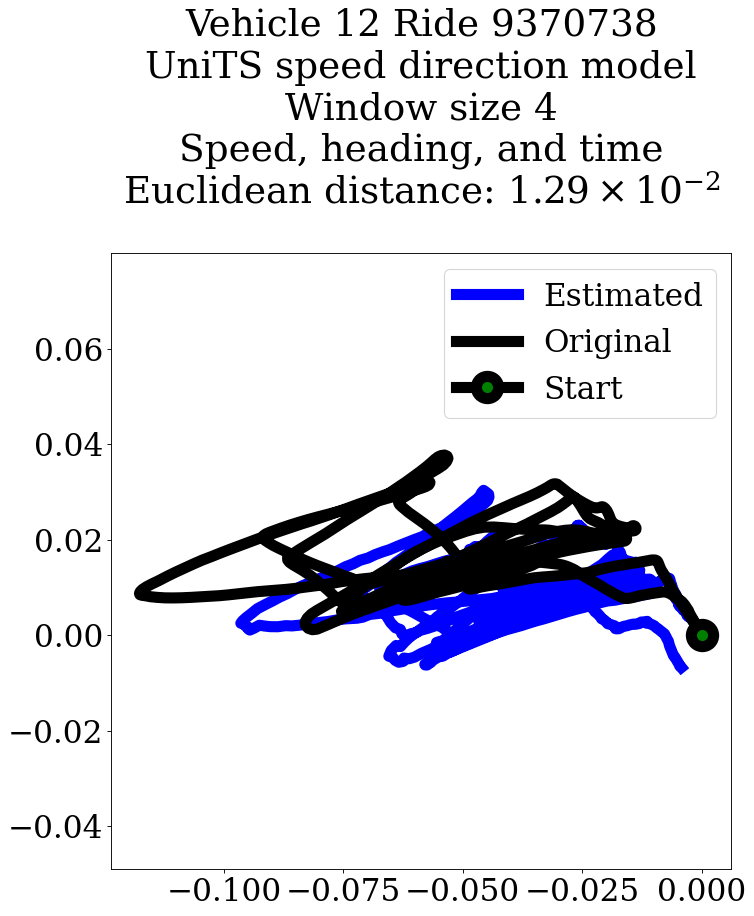 Vehicle 12 Ride 9370738
UniTS speed direction model
Window size 4
Speed, heading, and time
Euclidean distance: $1.29 \times 10^{-2}$
Estimated
Original
Start
0.06
0.04
0.02
0.00
−0.02
−0.04
−0.100 −0.075 −0.050 −0.025 0.000